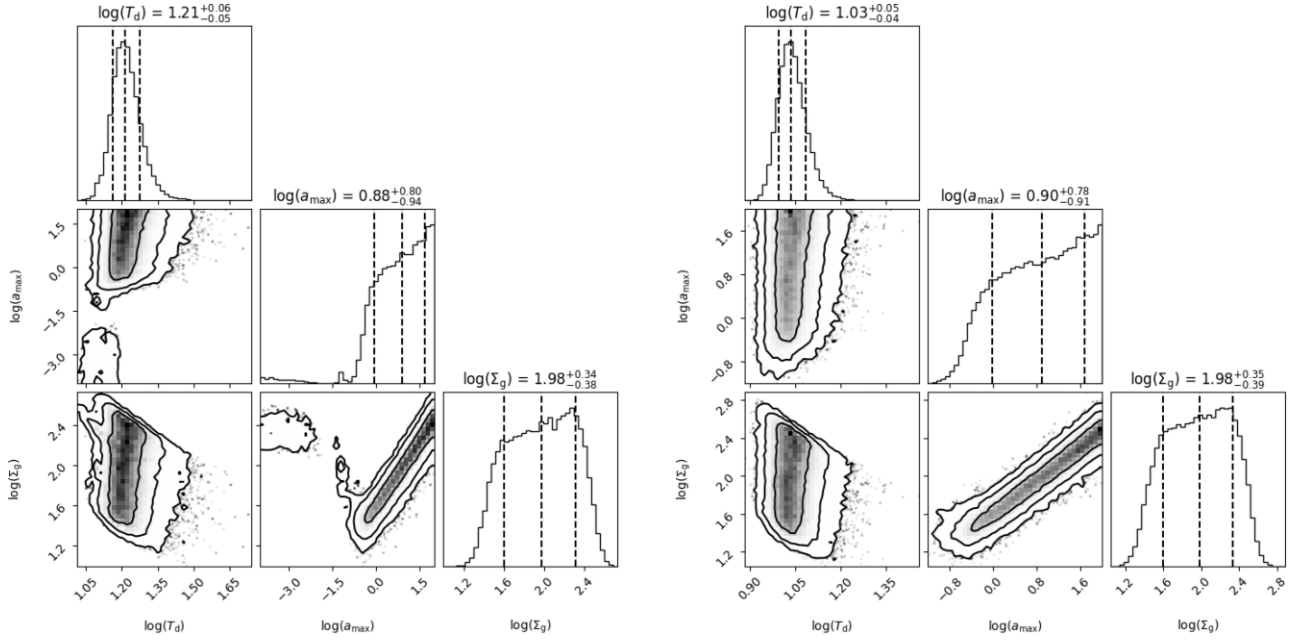 log(T_d) = 1.21^{+0.06}_{-0.05}
log(a_max) = 0.88^{+0.80}_{-0.94}
log(Σ_g) = 1.98^{+0.34}_{-0.38}
log(a_max)
1.5
0.0
−1.5
−3.0
log(Σ_g)
2.4
2.0
1.6
1.2
1.05
1.20
1.35
1.50
1.65
log(T_d)
−3.0
−1.5
0.0
1.5
log(a_max)
1.2
1.6
2.0
2.4
log(Σ_g)
log(T_d) = 1.03^{+0.05}_{-0.04}
log(a_max) = 0.90^{+0.78}_{-0.91}
log(Σ_g) = 1.98^{+0.35}_{-0.39}
log(a_max)
1.6
0.8
0.0
−0.8
log(Σ_g)
2.8
2.4
2.0
1.6
1.2
0.90
1.05
1.20
1.35
log(T_d)
−0.8
0.0
0.8
1.6
log(a_max)
1.2
1.6
2.0
2.4
2.8
log(Σ_g)